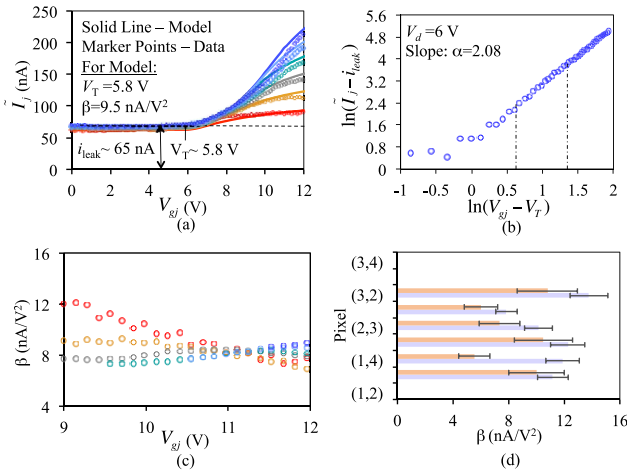 (a)
Solid Line – Model
Marker Points – Data
For Model:
V_T =5.8 V
β=9.5 nA/V²
i_leak~ 65 nA
V_T~ 5.8 V
Ĩ_j (nA)
250
200
150
100
50
0
0 2 4 6 8 10 12
V_gj (V)
(a)
V_d=6 V
Slope: α=2.08
ln(Ĩ_j−i_leak)
5.6
4.4
3.2
2
0.8
-0.4
-1 -0.5 0 0.5 1 1.5 2
ln(V_gj−V_T)
(b)
β (nA/V²)
16
12
8
4
9 10 11 12
V_gj (V)
(c)
Pixel
(3,4)
(3,2)
(2,3)
(1,4)
(1,2)
0 4 8 12 16
β (nA/V²)
(d)